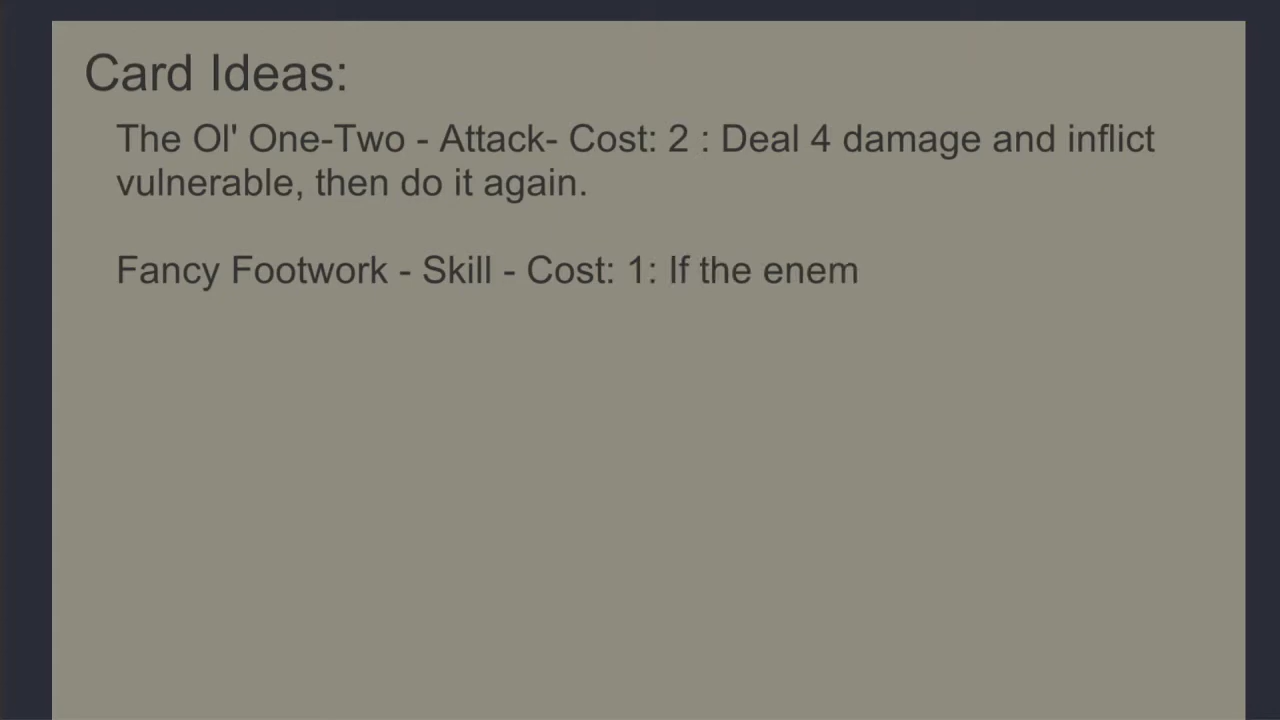 Card Ideas:
The Ol' One-Two - Attack- Cost: 2 : Deal 4 damage and inflict
vulnerable, then do it again.
Fancy Footwork - Skill - Cost: 1: If the enem